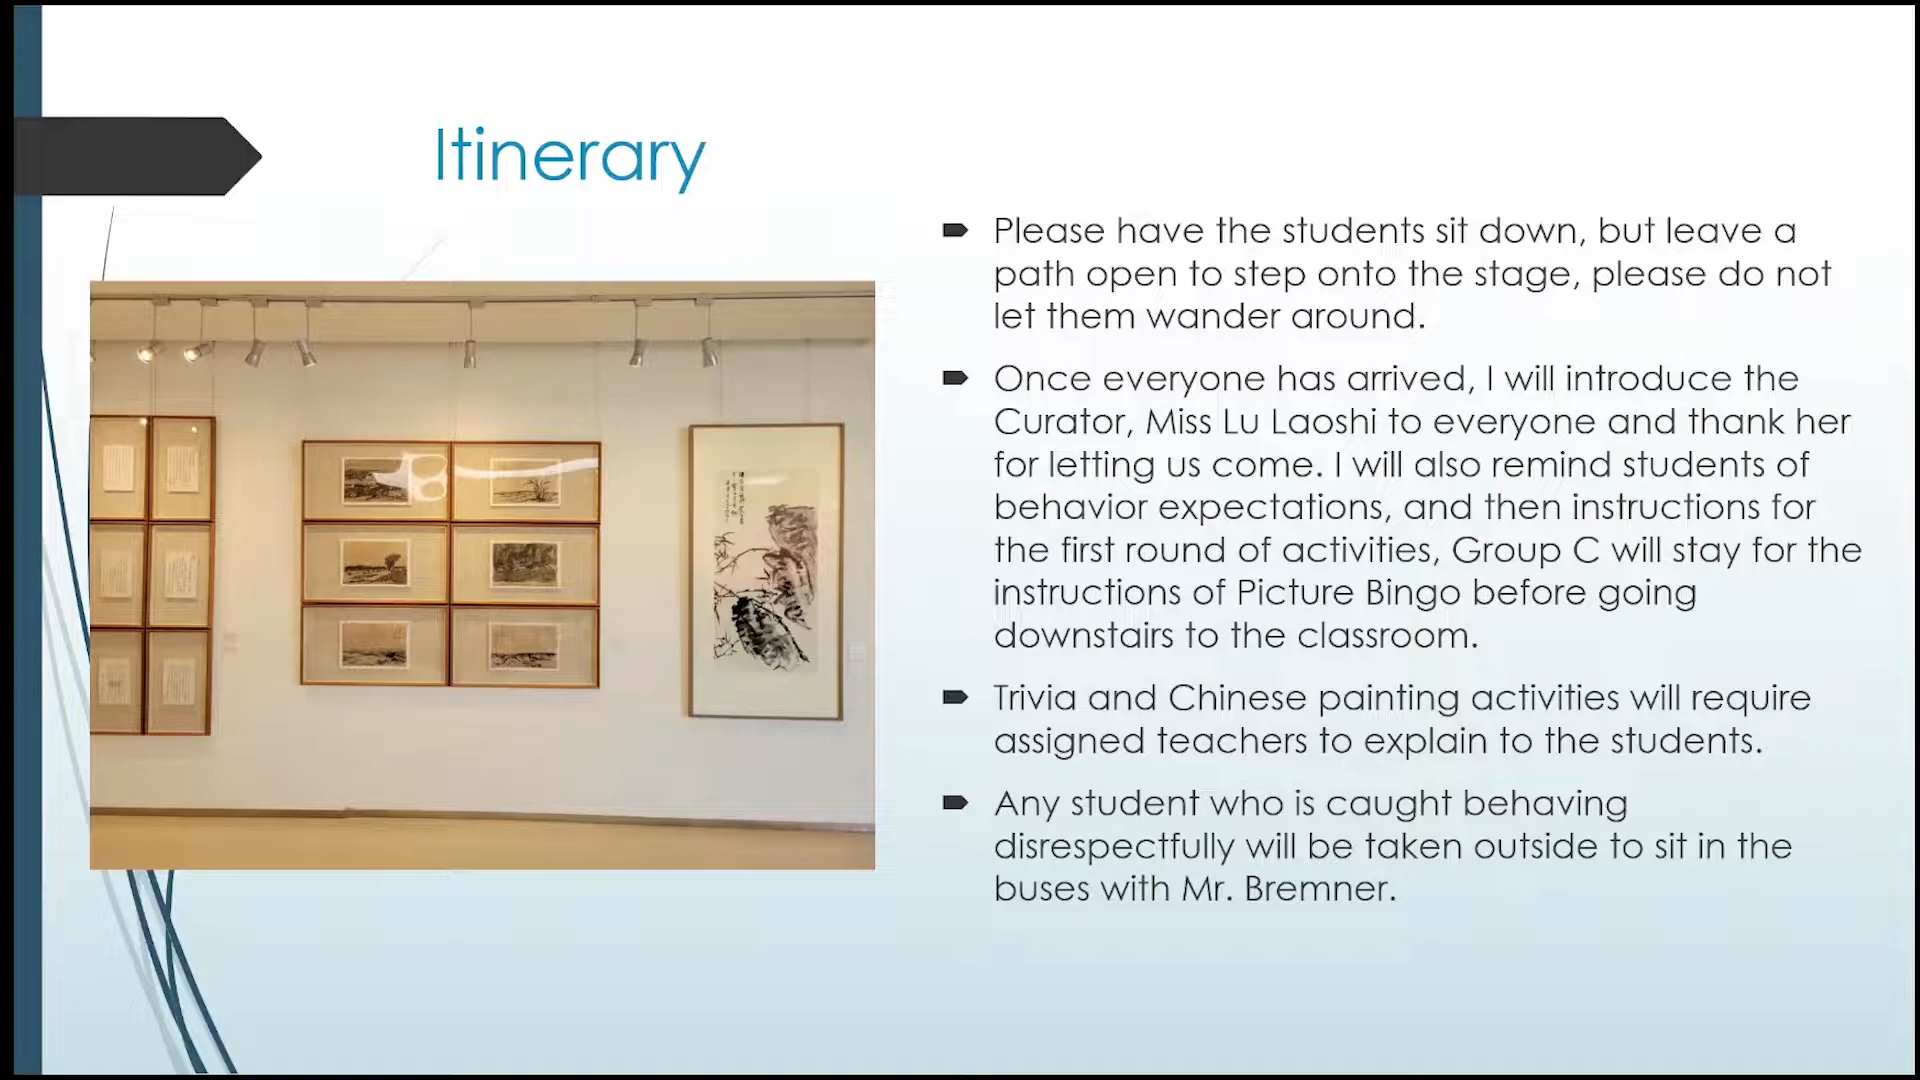 Itinerary
Please have the students sit down, but leave a
path open to step onto the stage, please do not
let them wander around.
Once everyone has arrived, I will introduce the
Curator, Miss Lu Laoshi to everyone and thank her
for letting us come. I will also remind students of
behavior expectations, and then instructions for
the first round of activities, Group C will stay for the
instructions of Picture Bingo before going
downstairs to the classroom.
Trivia and Chinese painting activities will require
assigned teachers to explain to the students.
Any student who is caught behaving
disrespectfully will be taken outside to sit in the
buses with Mr. Bremner.